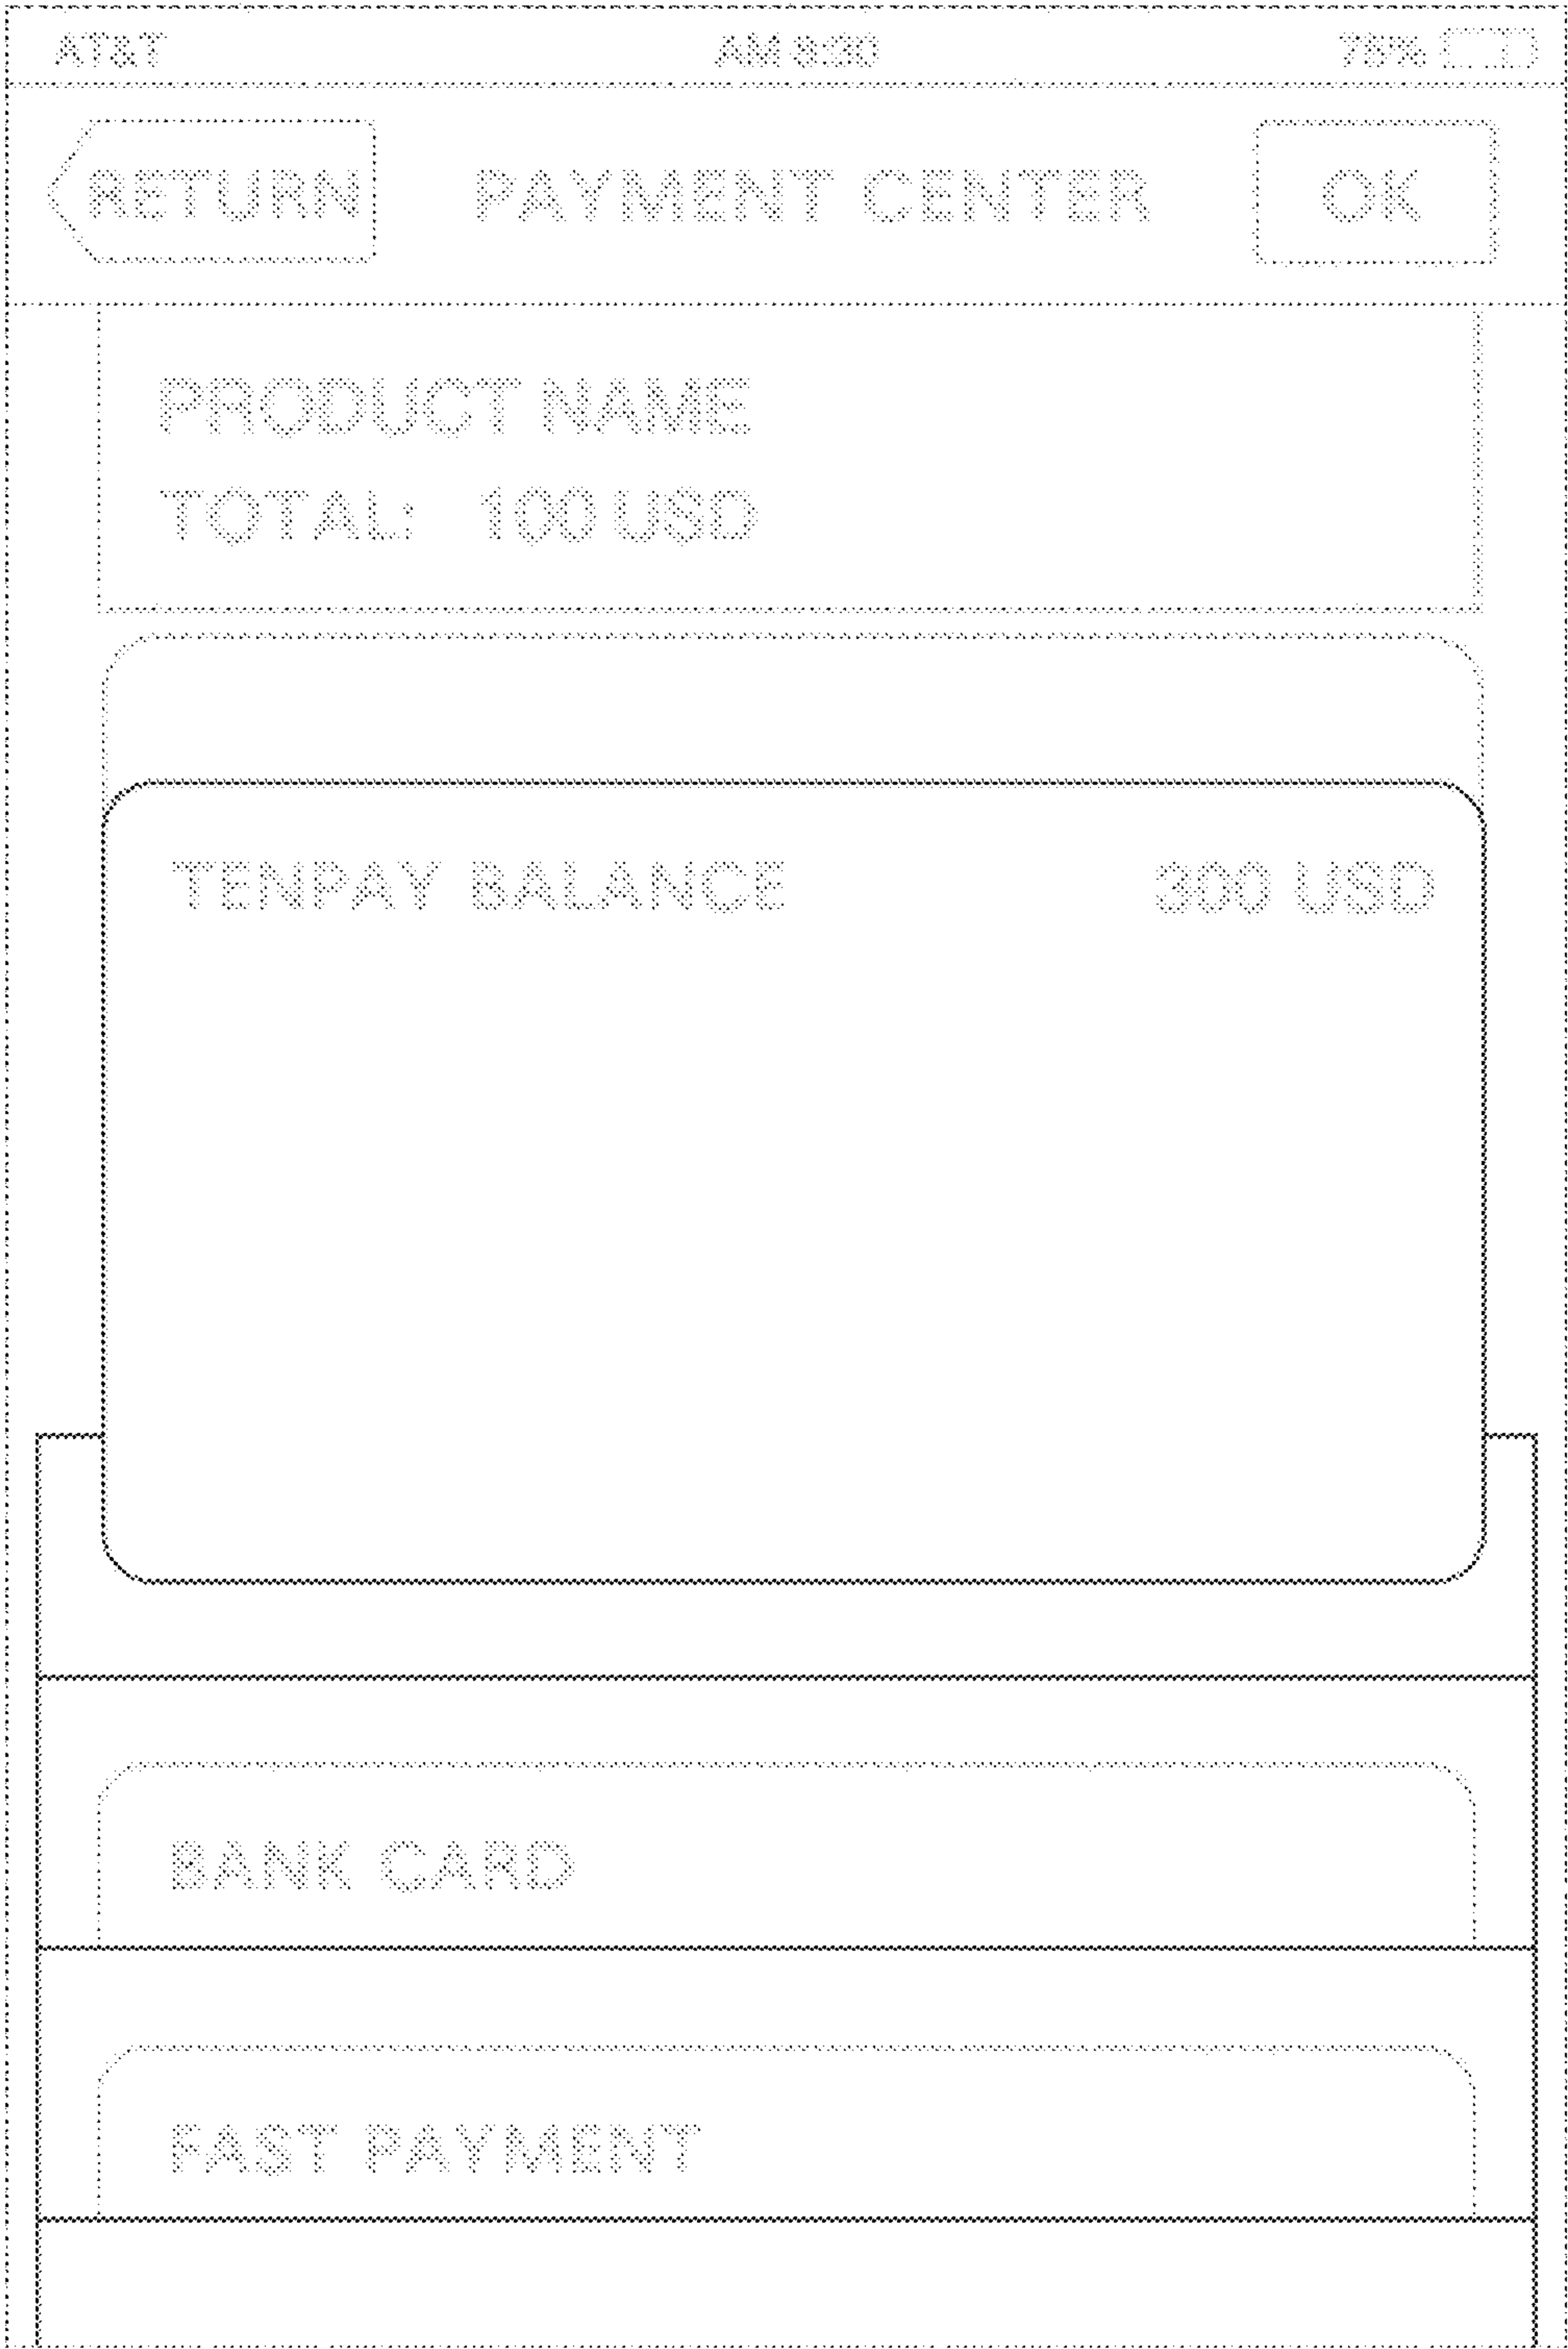 AT&T AM 8:30 75%
RETURN PAYMENT CENTER OK
PRODUCT NAME
TOTAL: 100 USD
TENPAY BALANCE 300 USD
BANK CARD
FAST PAYMENT